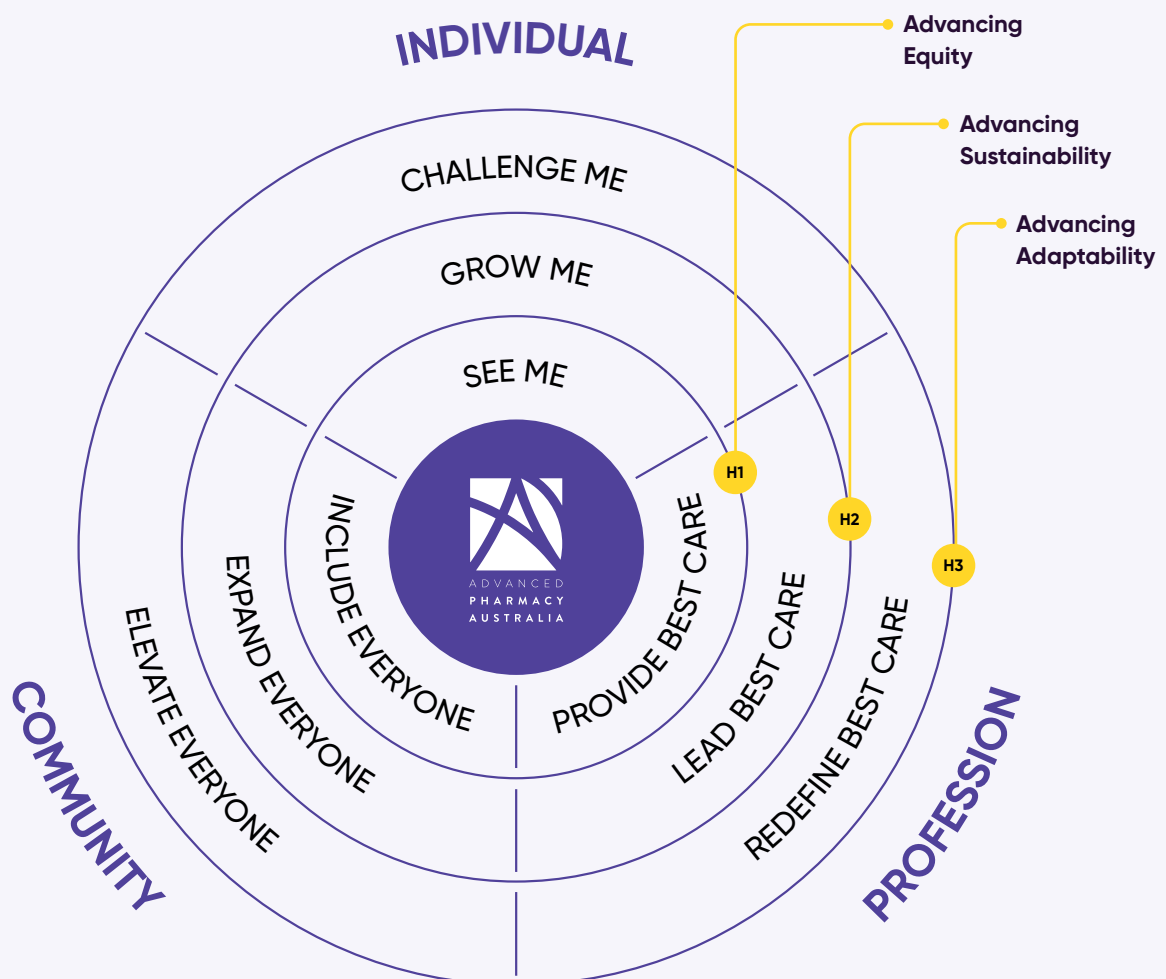 INDIVIDUAL
Advancing
Equity
Advancing
Sustainability
Advancing
Adaptability
CHALLENGE ME
GROW ME
SEE ME
H1
H2
H3
ADVANCED
PHARMACY
AUSTRALIA
INCLUDE EVERYONE
EXPAND EVERYONE
ELEVATE EVERYONE
PROVIDE BEST CARE
LEAD BEST CARE
REDEFINE BEST CARE
COMMUNITY
PROFESSION